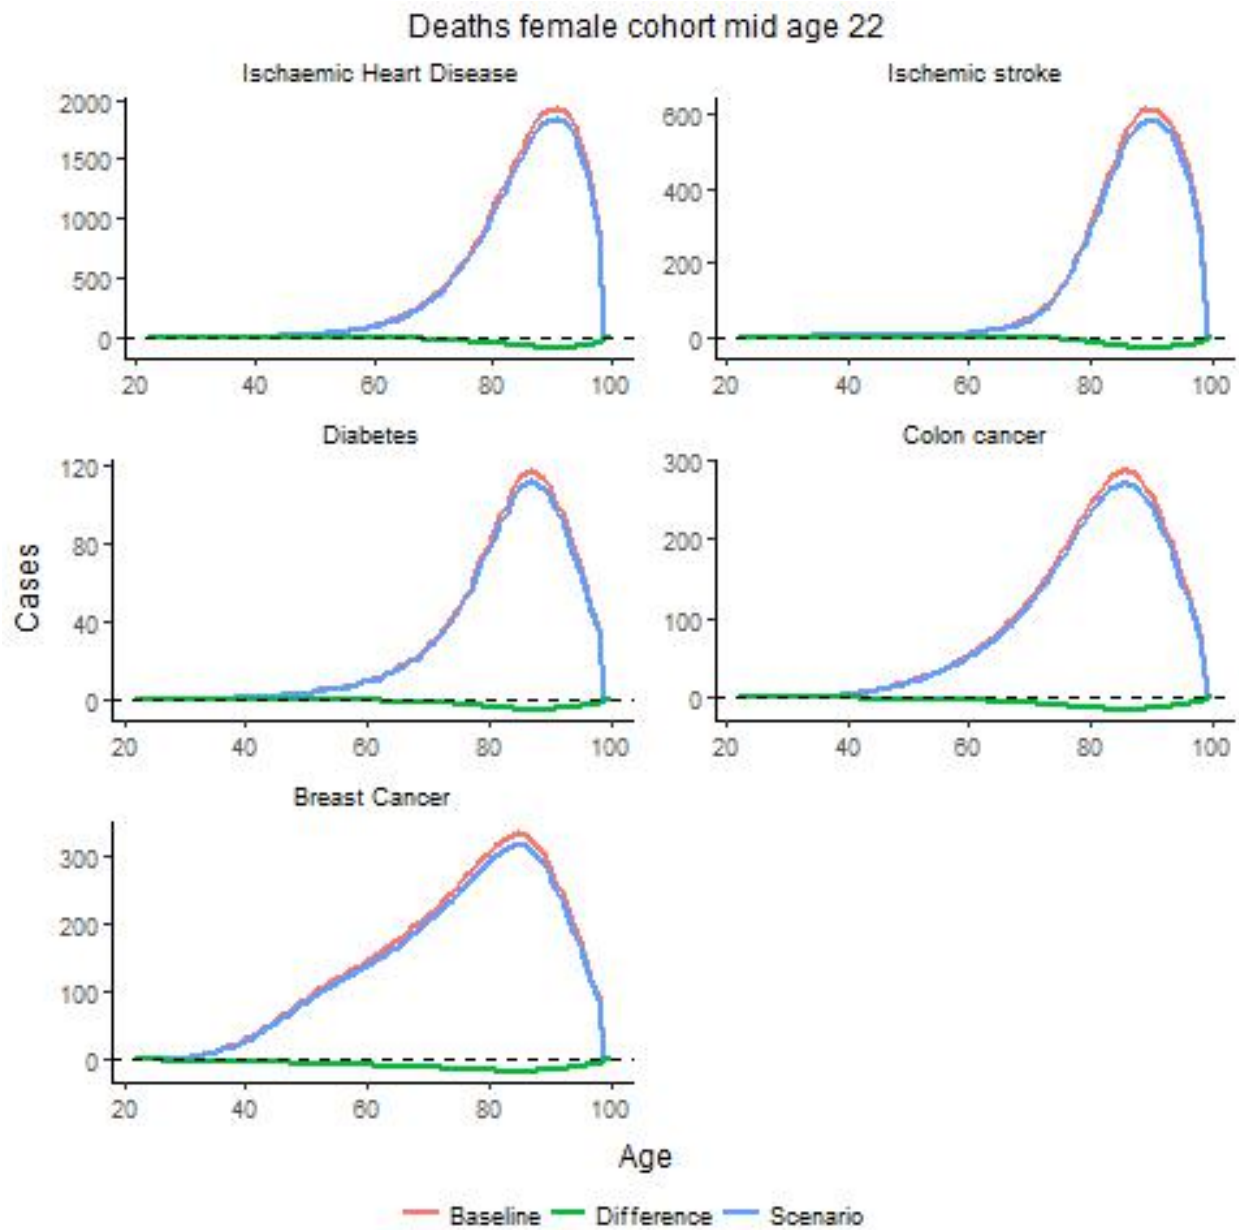 Deaths female cohort mid age 22
Ischaemic Heart Disease
2000
1500
1000
500
0
20 40 60 80 100
Ischemic stroke
600
400
200
0
20 40 60 80 100
Cases
Diabetes
120
80
40
0
20 40 60 80 100
Colon cancer
300
200
100
0
20 40 60 80 100
Breast Cancer
300
200
100
0
20 40 60 80 100
Age
Baseline Difference Scenario